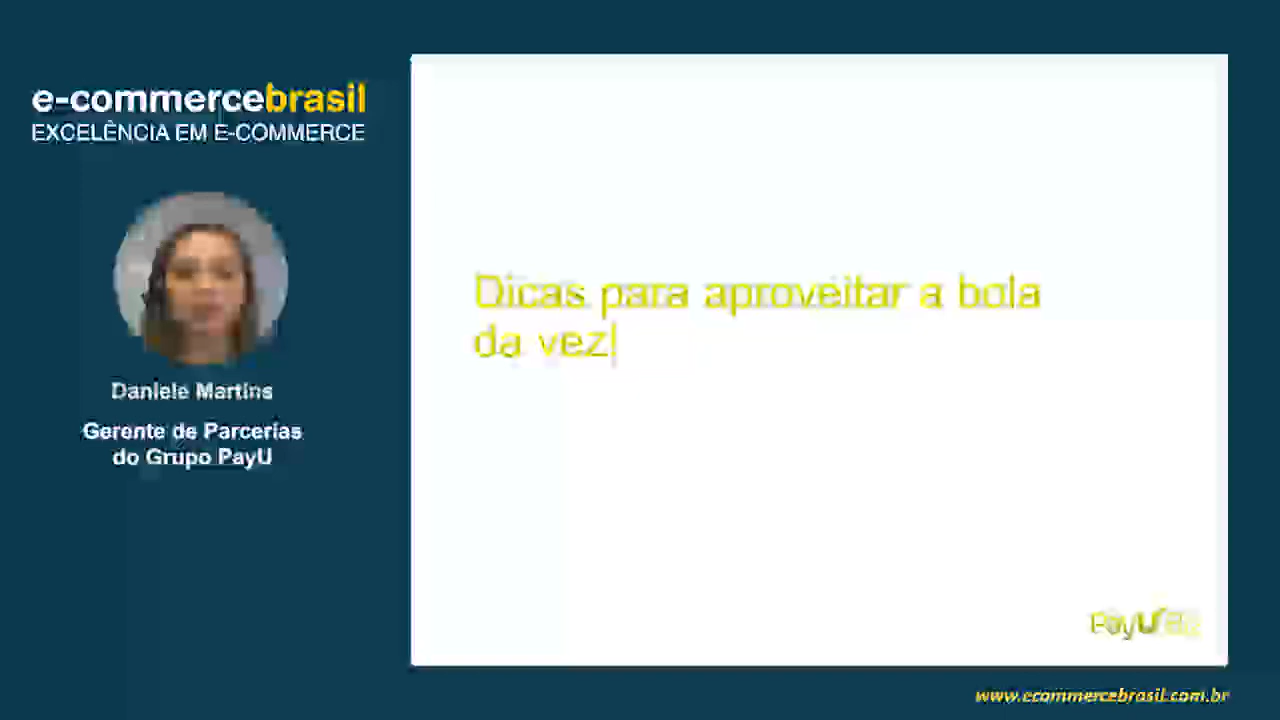 e-commercebrasil
EXCELÊNCIA EM E-COMMERCE
Daniele Martins
Gerente de Parcerias
do Grupo PayU
Dicas para aproveitar a bola
da vez|
PayU
www.ecommercebrasil.com.br